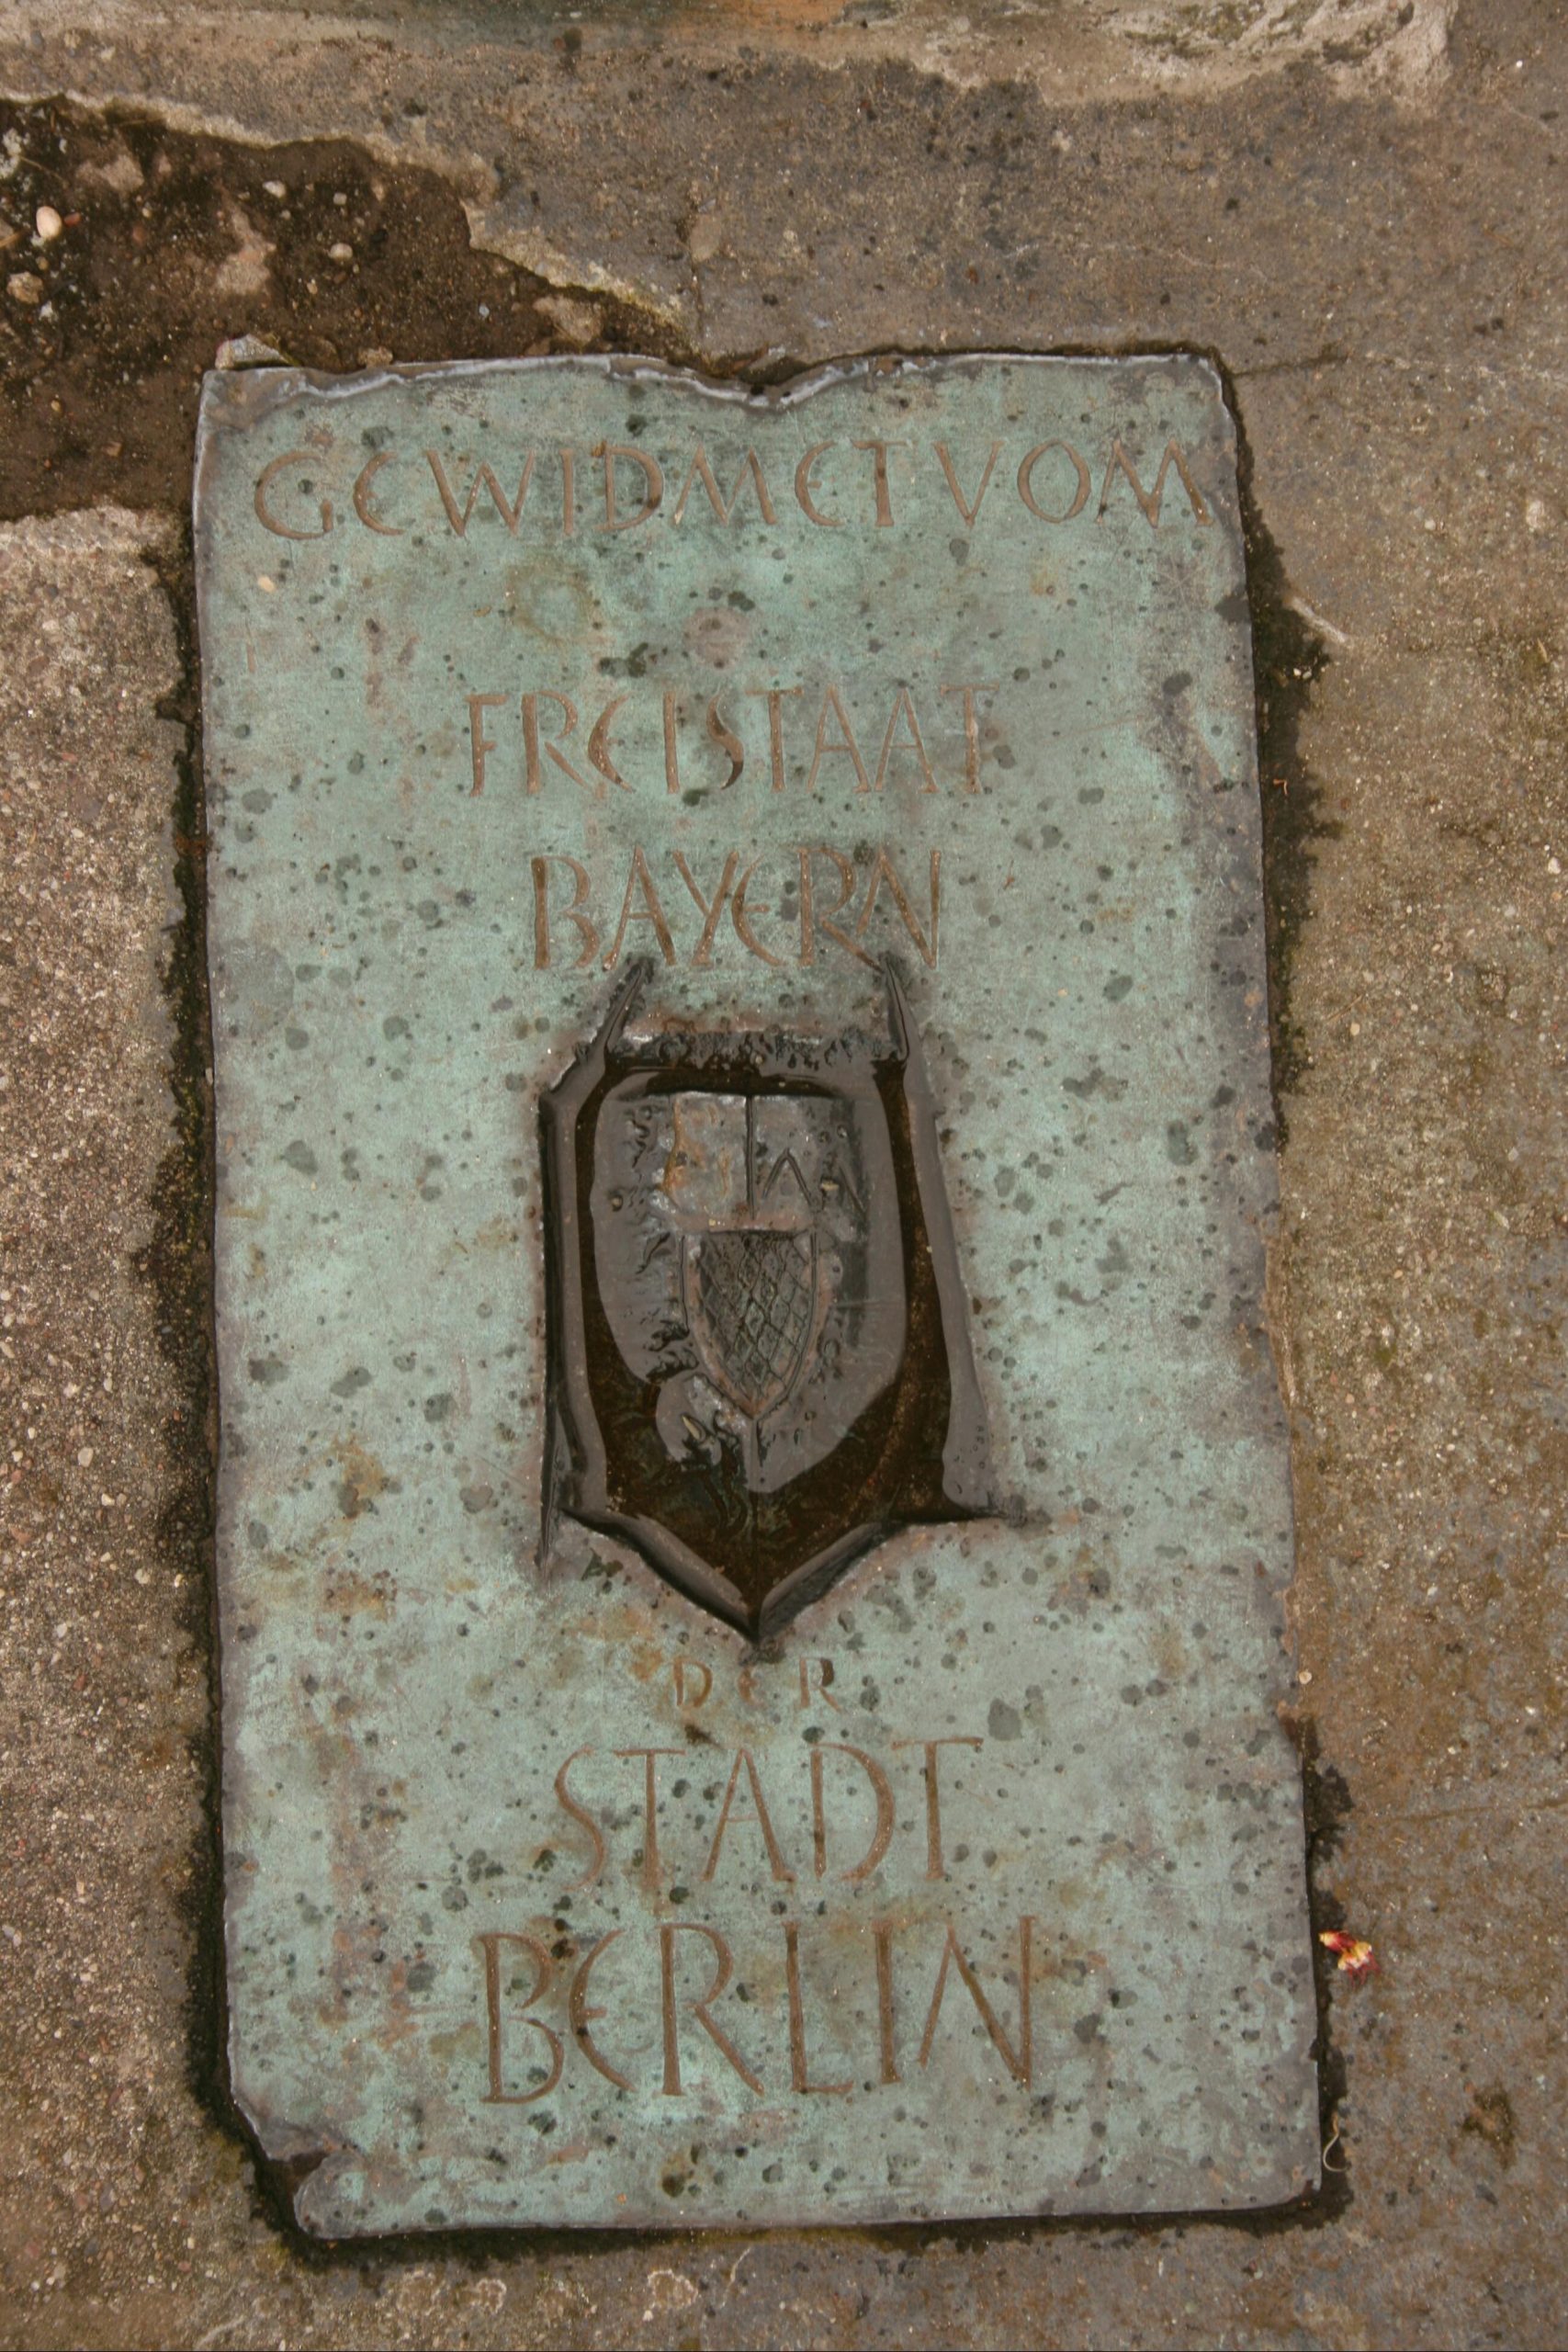 GEWIDMET VOM
FREISTAAT
BAYERN
DER
STADT
BERLIN